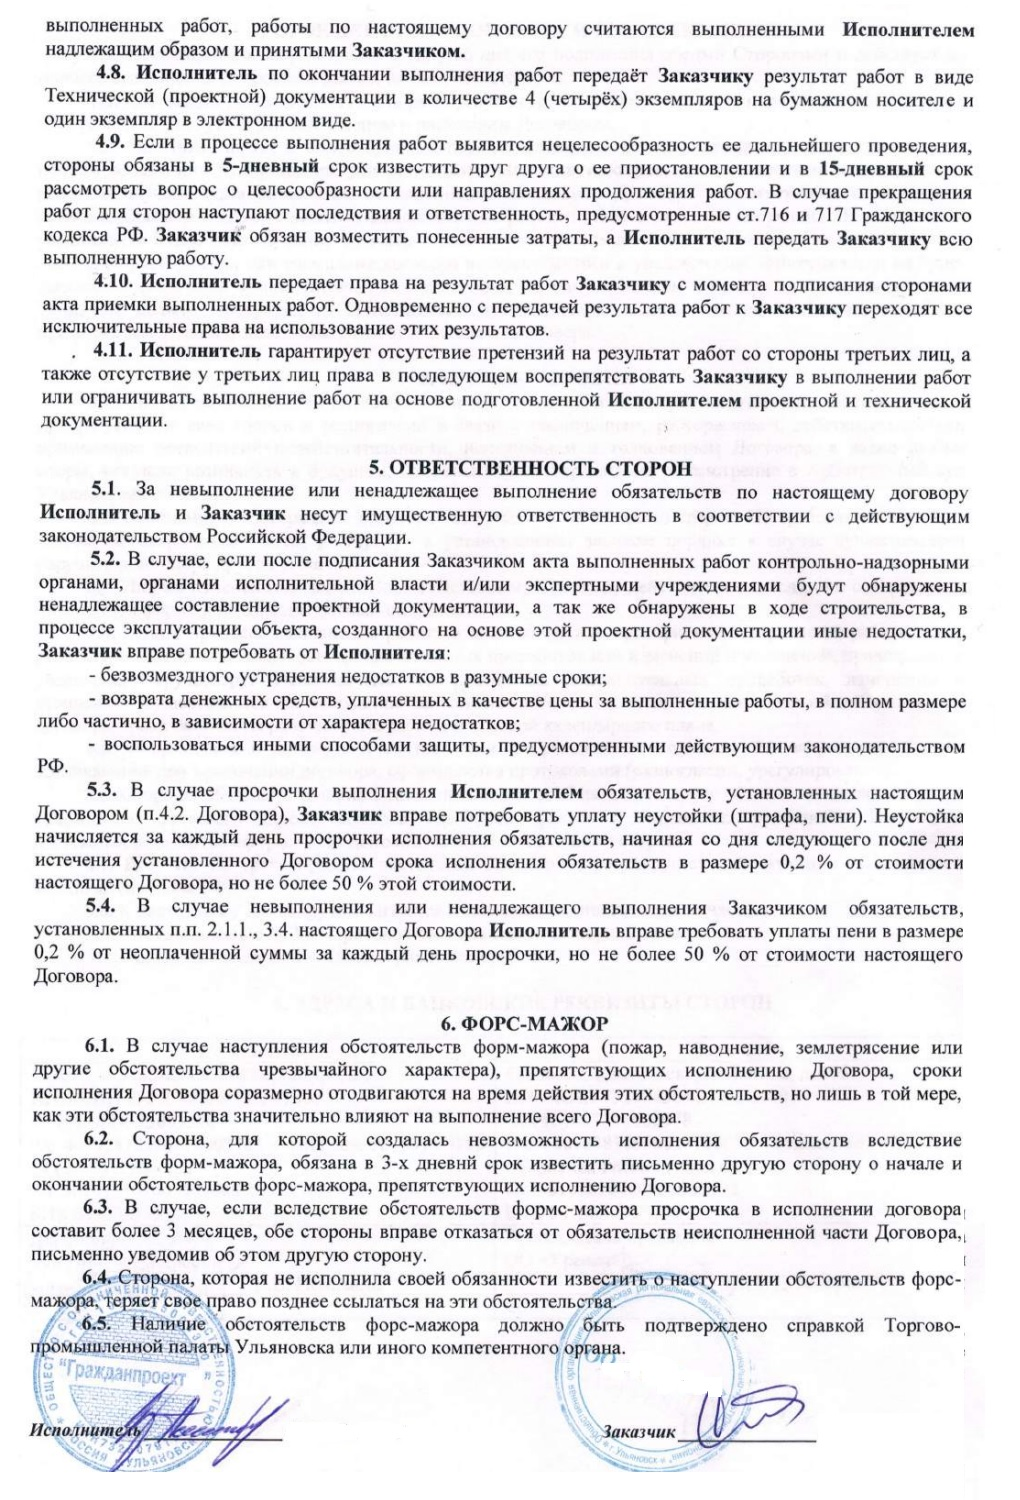 выполненных работ, работы по настоящему договору считаются выполненными Исполнителем
надлежащим образом и принятыми Заказчиком.
4.8. Исполнитель по окончании выполнения работ передаёт Заказчику результат работ в виде
Технической (проектной) документации в количестве 4 (четырёх) экземпляров на бумажном носителе и
один экземпляр в электронном виде.
4.9. Если в процессе выполнения работ выявится нецелесообразность ее дальнейшего проведения,
стороны обязаны в 5-дневный срок известить друг друга о ее приостановлении и в 15-дневный срок
рассмотреть вопрос о целесообразности или направлениях продолжения работ. В случае прекращения
работ для сторон наступают последствия и ответственность, предусмотренные ст.716 и 717 Гражданского
кодекса РФ. Заказчик обязан возместить понесенные затраты, а Исполнитель передать Заказчику всю
выполненную работу.
4.10. Исполнитель передает права на результат работ Заказчику с момента подписания сторонами
акта приемки выполненных работ. Одновременно с передачей результата работ к Заказчику переходят все
исключительные права на использование этих результатов.
4.11. Исполнитель гарантирует отсутствие претензий на результат работ со стороны третьих лиц, а
также отсутствие у третьих лиц права в последующем воспрепятствовать Заказчику в выполнении работ
или ограничивать выполнение работ на основе подготовленной Исполнителем проектной и технической
документации.
5. ОТВЕТСТВЕННОСТЬ СТОРОН
5.1. За невыполнение или ненадлежащее выполнение обязательств по настоящему договору
Исполнитель и Заказчик несут имущественную ответственность в соответствии с действующим
законодательством Российской Федерации.
5.2. В случае, если после подписания Заказчиком акта выполненных работ контрольно-надзорными
органами, органами исполнительной власти и/или экспертными учреждениями будут обнаружены
ненадлежащее составление проектной документации, а так же обнаружены в ходе строительства, в
процессе эксплуатации объекта, созданного на основе этой проектной документации иные недостатки,
Заказчик вправе потребовать от Исполнителя:
- безвозмездного устранения недостатков в разумные сроки;
- возврата денежных средств, уплаченных в качестве цены за выполненные работы, в полном размере
либо частично, в зависимости от характера недостатков;
- воспользоваться иными способами защиты, предусмотренными действующим законодательством
РФ.
5.3. В случае просрочки выполнения Исполнителем обязательств, установленных настоящим
Договором (п.4.2. Договора), Заказчик вправе потребовать уплату неустойки (штрафа, пени). Неустойка
начисляется за каждый день просрочки исполнения обязательств, начиная со дня следующего после дня
истечения установленного Договором срока исполнения обязательств в размере 0,2 % от стоимости
настоящего Договора, но не более 50 % этой стоимости.
5.4. В случае невыполнения или ненадлежащего выполнения Заказчиком обязательств,
установленных п.п. 2.1.1., 3.4. настоящего Договора Исполнитель вправе требовать уплаты пени в размере
0,2 % от неоплаченной суммы за каждый день просрочки, но не более 50 % от стоимости настоящего
Договора.
6. ФОРС-МАЖОР
6.1. В случае наступления обстоятельств форм-мажора (пожар, наводнение, землетрясение или
другие обстоятельства чрезвычайного характера), препятствующих исполнению Договора, сроки
исполнения Договора соразмерно отодвигаются на время действия этих обстоятельств, но лишь в той мере,
как эти обстоятельства значительно влияют на выполнение всего Договора.
6.2. Сторона, для которой создалась невозможность исполнения обязательств вследствие
обстоятельств форм-мажора, обязана в 3-х дневнй срок известить письменно другую сторону о начале и
окончании обстоятельств форс-мажора, препятствующих исполнению Договора.
6.3. В случае, если вследствие обстоятельств формс-мажора просрочка в исполнении договора
составит более 3 месяцев, обе стороны вправе отказаться от обязательств неисполненной части Договора,
письменно уведомив об этом другую сторону.
6.4. Сторона, которая не исполнила своей обязанности известить о наступлении обстоятельств форс-
мажора, теряет свое право позднее ссылаться на эти обстоятельства.
6.5. Наличие обстоятельств форс-мажора должно быть подтверждено справкой Торгово-
промышленной палаты Ульяновска или иного компетентного органа.
"Гражданпроект"
Исполнитель
Заказчик